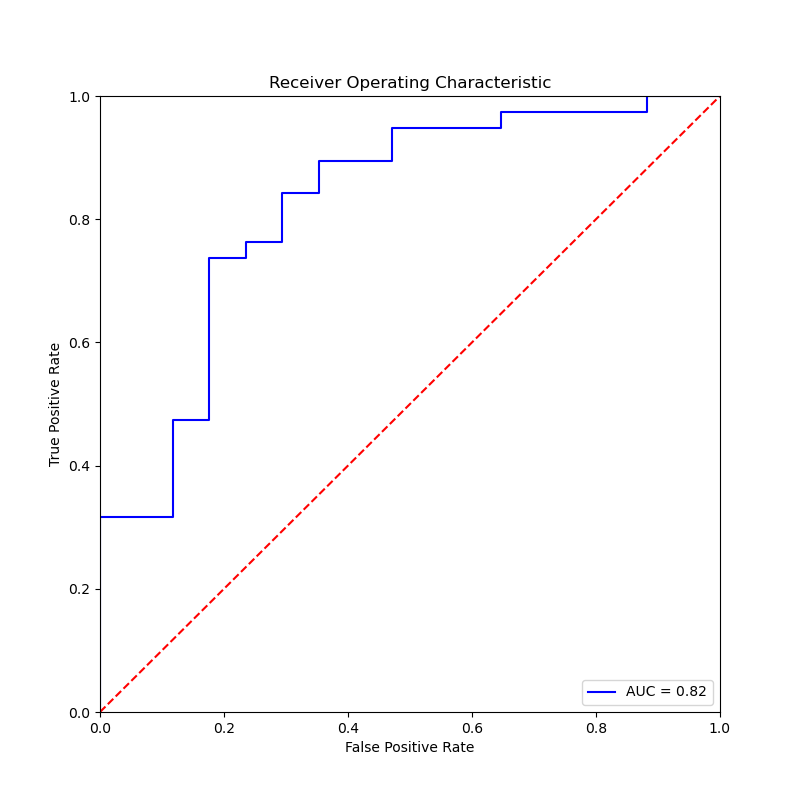 Receiver Operating Characteristic
1.0
0.8
0.6
0.4
0.2
0.0
True Positive Rate
AUC = 0.82
0.0 0.2 0.4 0.6 0.8 1.0
False Positive Rate